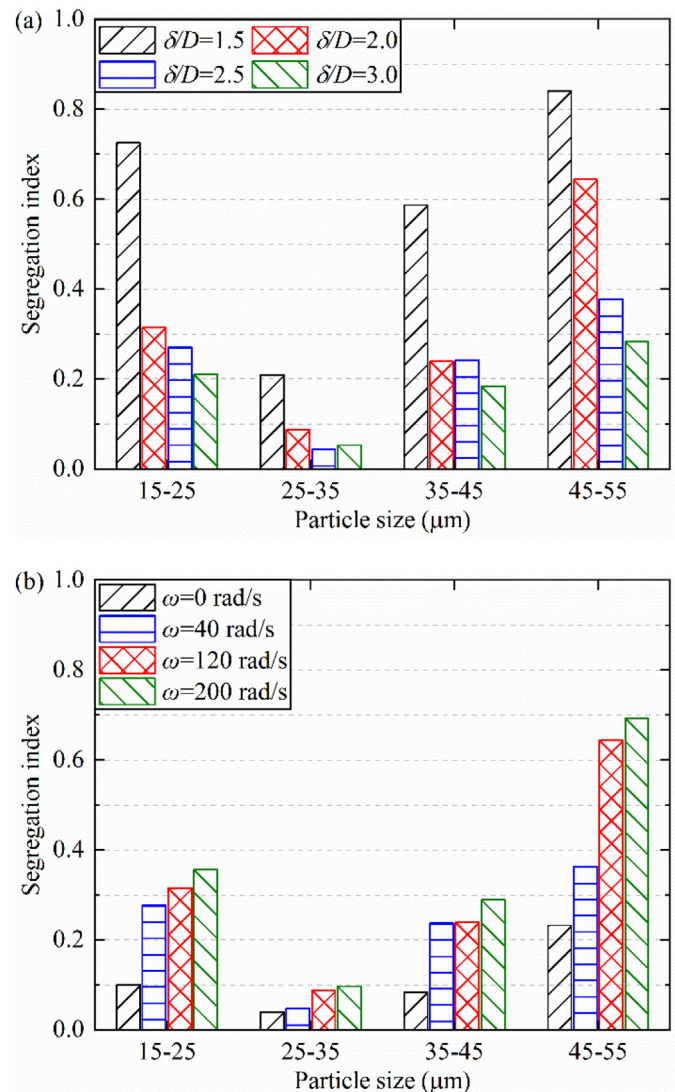 (a)
δ/D=1.5 δ/D=2.0
δ/D=2.5 δ/D=3.0
Segregation index
1.0
0.8
0.6
0.4
0.2
0.0
15-25 25-35 35-45 45-55
Particle size (μm)
(b)
ω=0 rad/s
ω=40 rad/s
ω=120 rad/s
ω=200 rad/s
Segregation index
1.0
0.8
0.6
0.4
0.2
0.0
15-25 25-35 35-45 45-55
Particle size (μm)